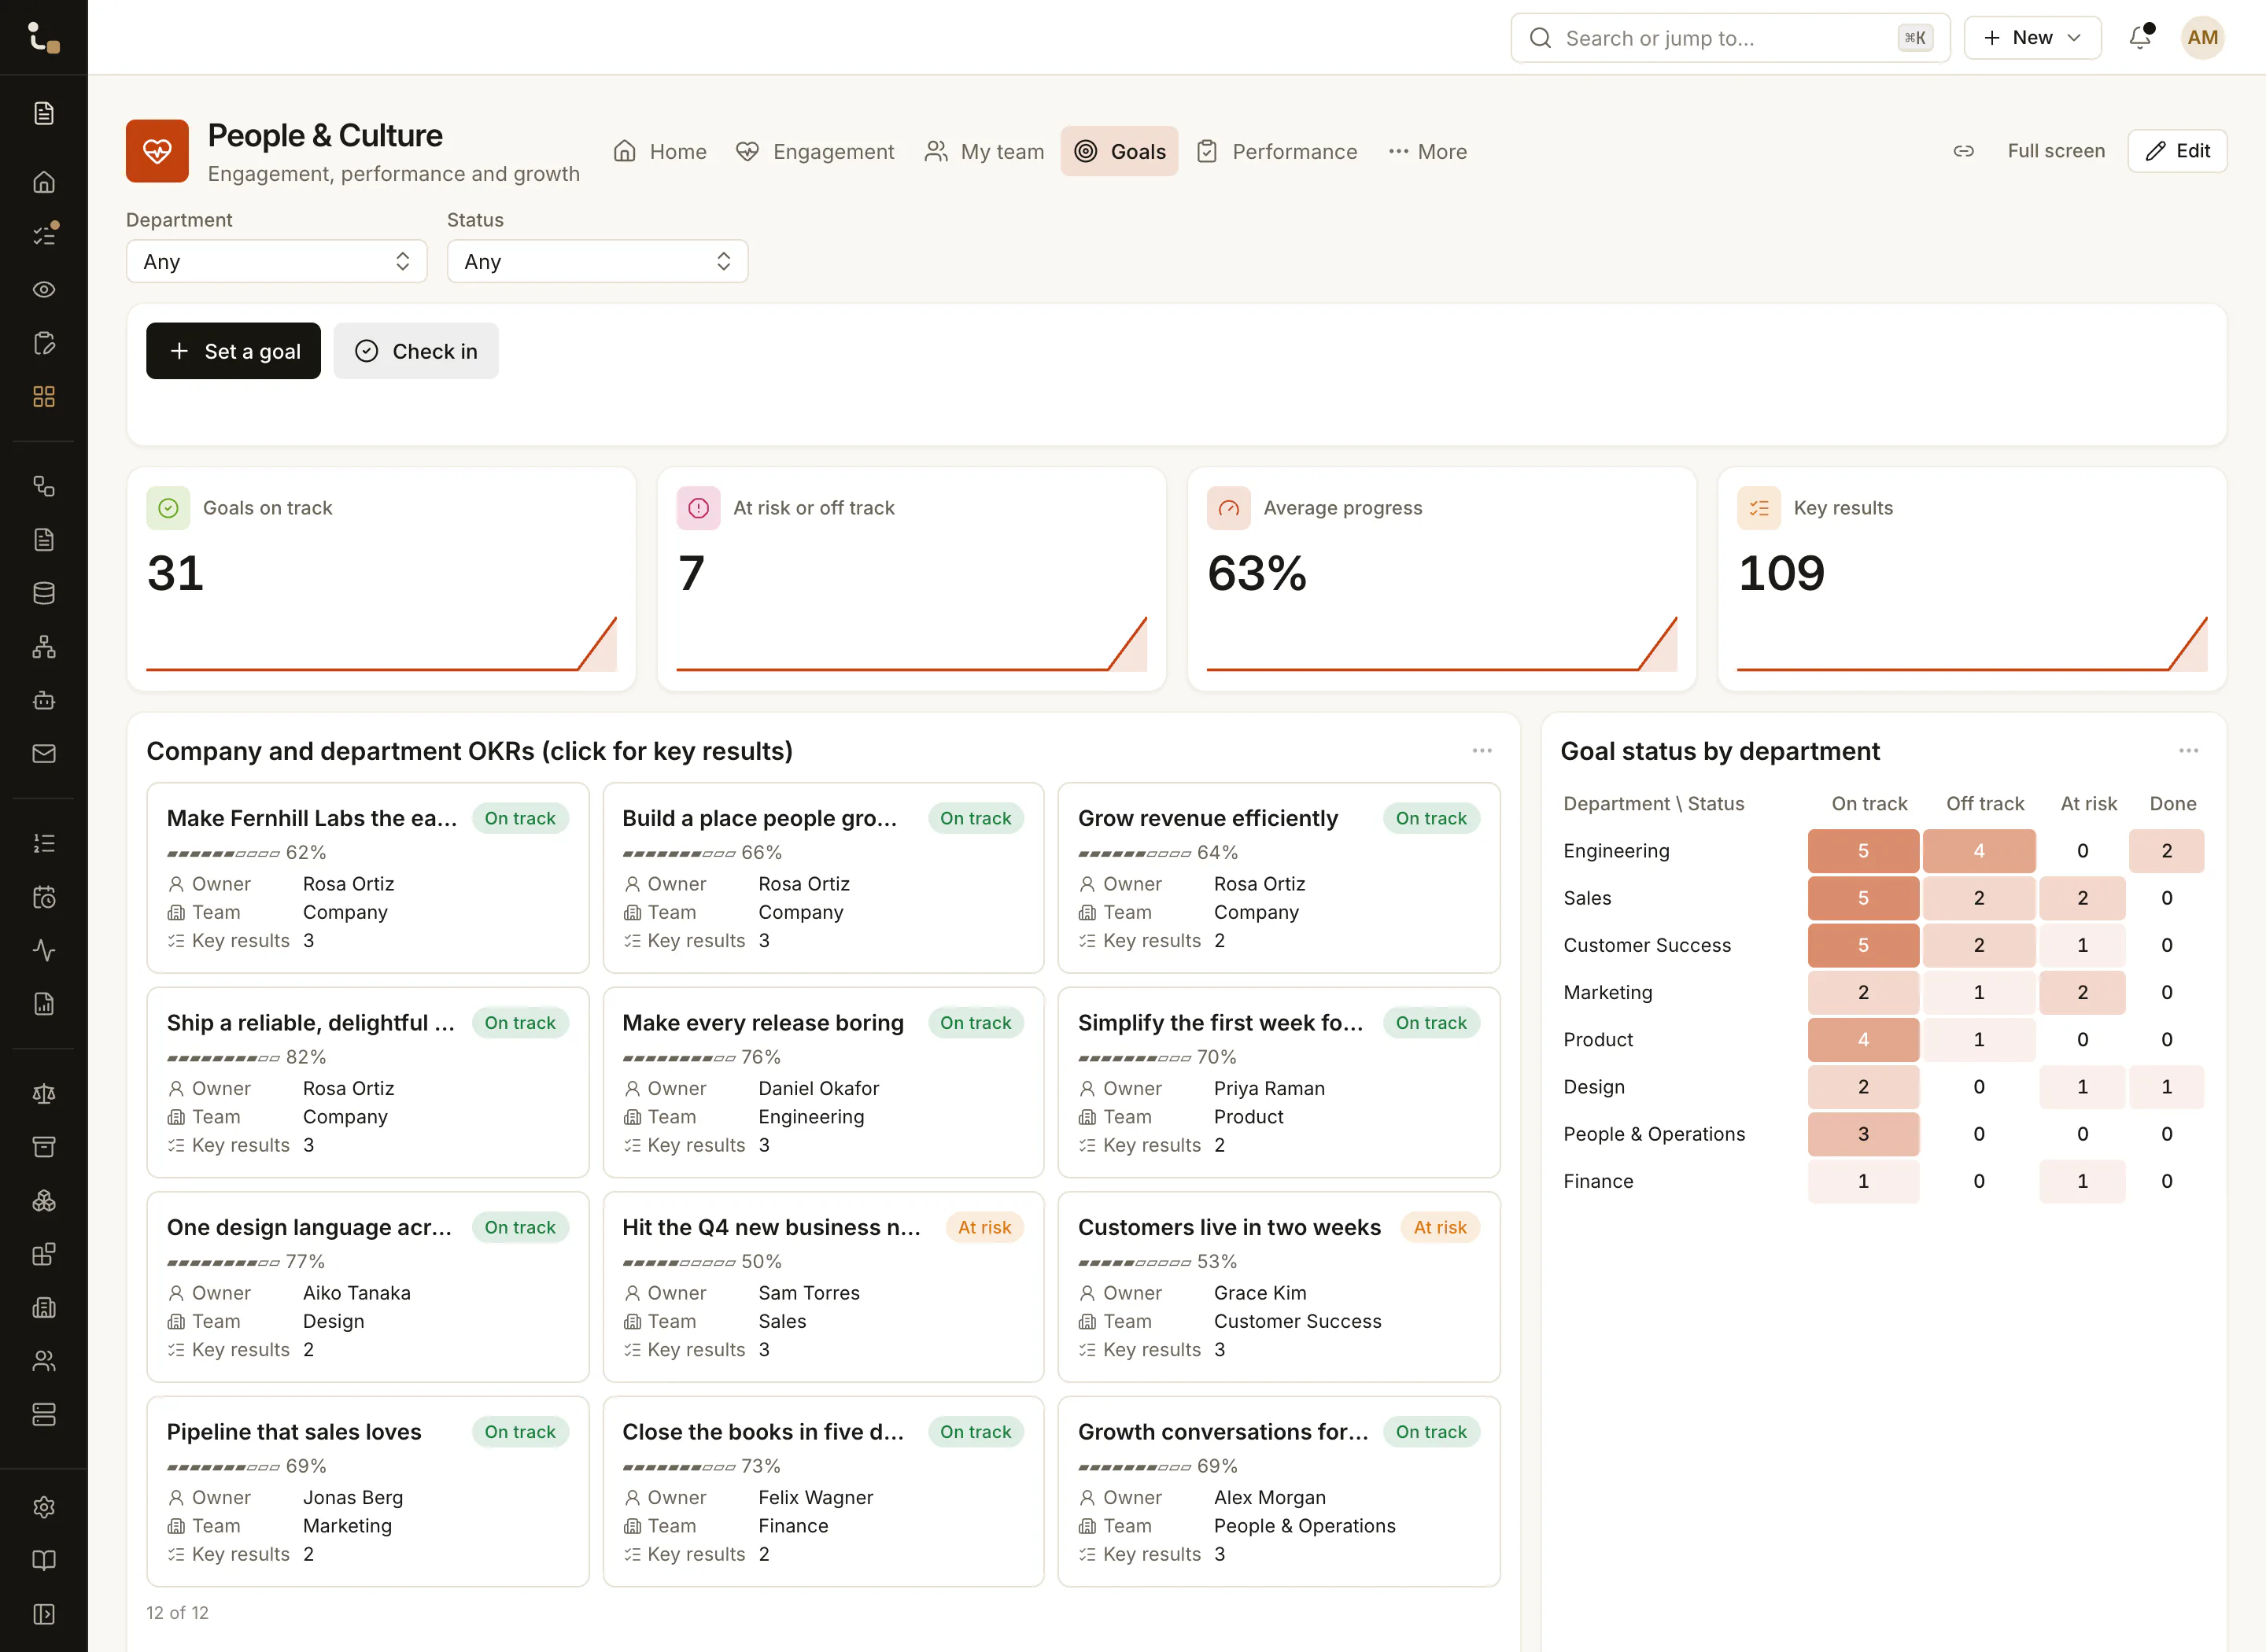 Search or jump to...
⌘K
New
AM
People & Culture
Engagement, performance and growth
Home
Engagement
My team
Goals
Performance
More
Full screen
Edit
Department
Status
Any
Any
Set a goal
Check in
Goals on track
31
At risk or off track
7
Average progress
63%
Key results
109
Company and department OKRs (click for key results)
Make Fernhill Labs the ea...
On track
62%
Owner Rosa Ortiz
Team Company
Key results 3
Build a place people gro...
On track
66%
Owner Rosa Ortiz
Team Company
Key results 3
Grow revenue efficiently
On track
64%
Owner Rosa Ortiz
Team Company
Key results 2
Ship a reliable, delightful ...
On track
82%
Owner Rosa Ortiz
Team Company
Key results 3
Make every release boring
On track
76%
Owner Daniel Okafor
Team Engineering
Key results 3
Simplify the first week fo...
On track
70%
Owner Priya Raman
Team Product
Key results 2
One design language acr...
On track
77%
Owner Aiko Tanaka
Team Design
Key results 2
Hit the Q4 new business n...
At risk
50%
Owner Sam Torres
Team Sales
Key results 3
Customers live in two weeks
At risk
53%
Owner Grace Kim
Team Customer Success
Key results 3
Pipeline that sales loves
On track
69%
Owner Jonas Berg
Team Marketing
Key results 2
Close the books in five d...
On track
73%
Owner Felix Wagner
Team Finance
Key results 2
Growth conversations for...
On track
69%
Owner Alex Morgan
Team People & Operations
Key results 3
12 of 12
Goal status by department
Department \ Status On track Off track At risk Done
Engineering 5 4 0 2
Sales 5 2 2 0
Customer Success 5 2 1 0
Marketing 2 1 2 0
Product 4 1 0 0
Design 2 0 1 1
People & Operations 3 0 0 0
Finance 1 0 1 0